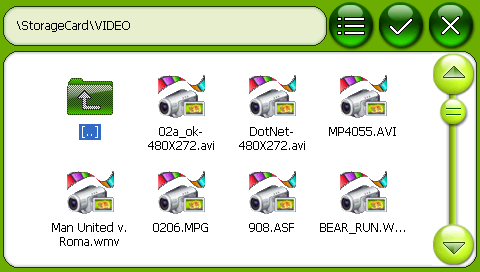 \StorageCard\VIDEO
[..]
02a_ok-
480X272.avi
DotNet-
480X272.avi
MP4055.AVI
Man United v.
Roma.wmv
0206.MPG
908.ASF
BEAR_RUN.W...